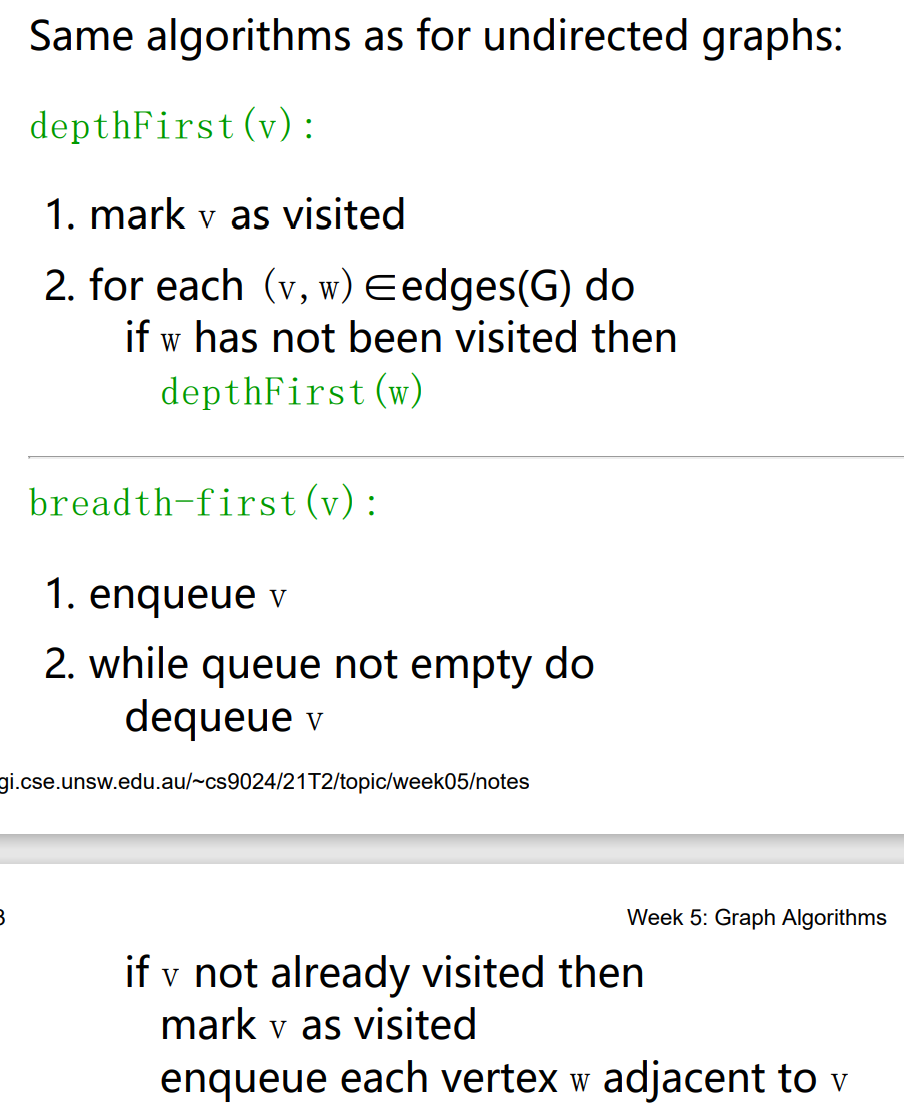 Same algorithms as for undirected graphs:
depthFirst(v):
1. mark v as visited
2. for each (v,w)∈edges(G) do
if w has not been visited then
depthFirst(w)
breadth-first(v):
1. enqueue v
2. while queue not empty do
dequeue v
gi.cse.unsw.edu.au/~cs9024/21T2/topic/week05/notes
Week 5: Graph Algorithms
if v not already visited then
mark v as visited
enqueue each vertex w adjacent to v